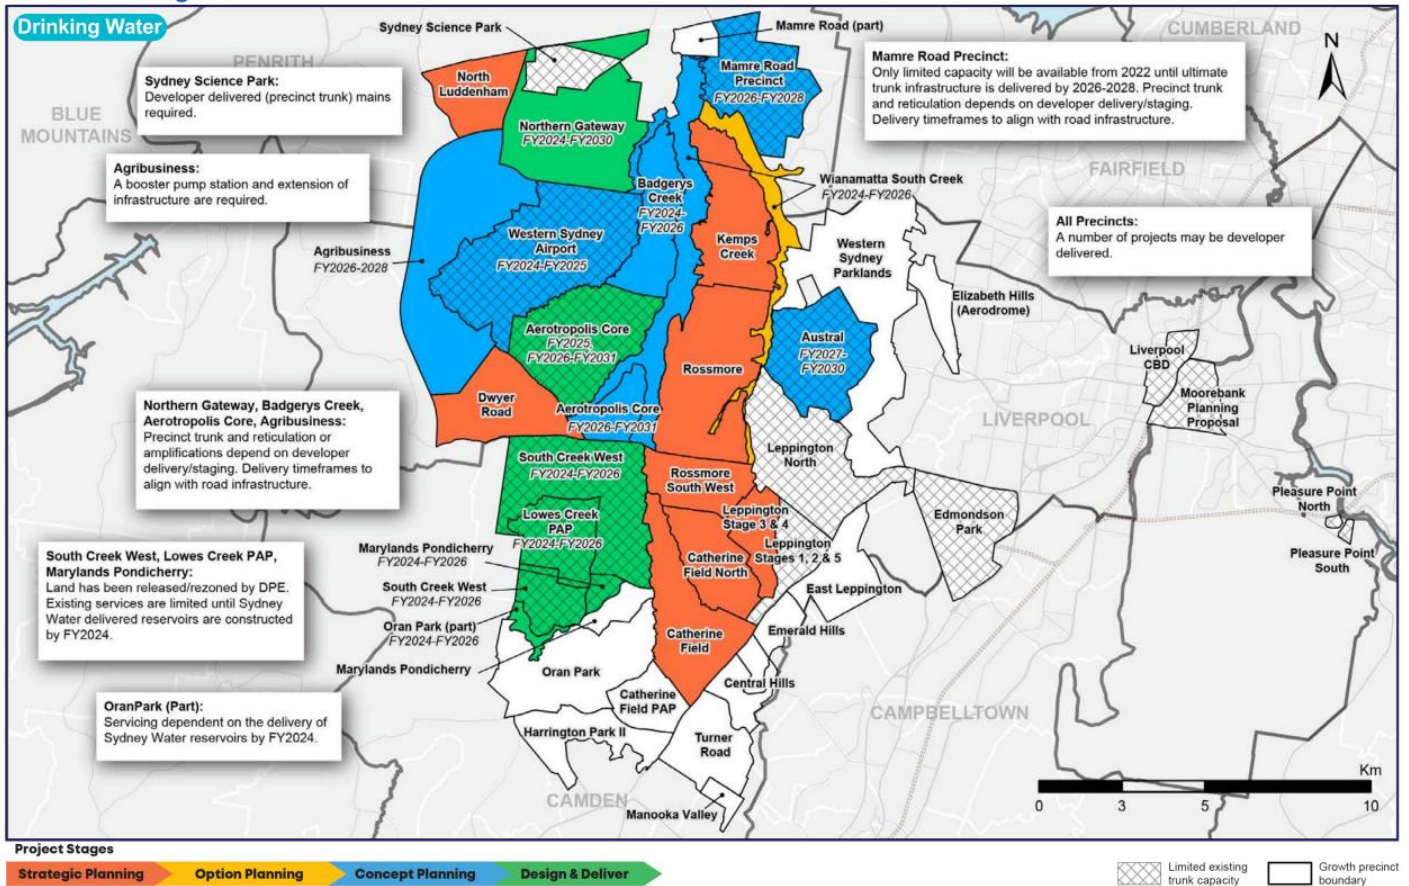 Drinking Water
Sydney Science Park
Mamre Road (part)
CUMBERLAND
PENRITH
BLUE
MOUNTAINS
Sydney Science Park:
Developer delivered (precinct trunk) mains
required.
North
Luddenham
Mamre Road
Precinct
FY2026-FY2028
Mamre Road Precinct:
Only limited capacity will be available from 2022 until ultimate
trunk infrastructure is delivered by 2026-2028. Precinct trunk
and reticulation depends on developer delivery/staging.
Delivery timeframes to align with road infrastructure.
N
Northern Gateway
FY2024-FY2030
Agribusiness:
A booster pump station and extension of
infrastructure are required.
FAIRFIELD
Badgerys
Creek
FY2024-
FY2026
Wianamatta South Creek
FY2024-FY2026
All Precincts:
A number of projects may be developer
delivered.
Agribusiness
FY2026-2028
Western Sydney
Airport
FY2024-FY2025
Kemps
Creek
Western
Sydney
Parklands
Elizabeth Hills
(Aerodrome)
Aerotropolis Core
FY2025,
FY2026-FY2031
Austral
FY2027-
FY2030
Rossmore
Liverpool
CBD
Moorebank
Planning
Proposal
LIVERPOOL
Northern Gateway, Badgerys Creek,
Aerotropolis Core, Agribusiness:
Precinct trunk and reticulation or
amplifications depend on developer
delivery/staging. Delivery timeframes to
align with road infrastructure.
Dwyer
Road
Aerotropolis Core
FY2026-FY2031
South Creek West
FY2024-FY2026
Leppington
North
Rossmore
South West
Lowes Creek
PAP
FY2024-FY2026
Leppington
Stage 3 & 4
Edmondson
Park
Pleasure Point
North
Pleasure Point
South
South Creek West, Lowes Creek PAP,
Marylands Pondicherry:
Land has been released/rezoned by DPE.
Existing services are limited until Sydney
Water delivered reservoirs are constructed
by FY2024.
Marylands Pondicherry
FY2024-FY2026
Leppington
Stages 1, 2 & 5
Catherine
Field North
South Creek West
FY2024-FY2026
East Leppington
Oran Park (part)
FY2024-FY2026
Emerald Hills
Catherine
Field
Marylands Pondicherry
Oran Park
Central Hills
OranPark (Part):
Servicing dependent on the delivery of
Sydney Water reservoirs by FY2024.
Catherine
Field PAP
CAMPBELLTOWN
Harrington Park II
Turner
Road
CAMDEN
Manooka Valley
Km
0 3 5 10
Project Stages
Strategic Planning Option Planning Concept Planning Design & Deliver
Limited existing
trunk capacity
Growth precinct
boundary